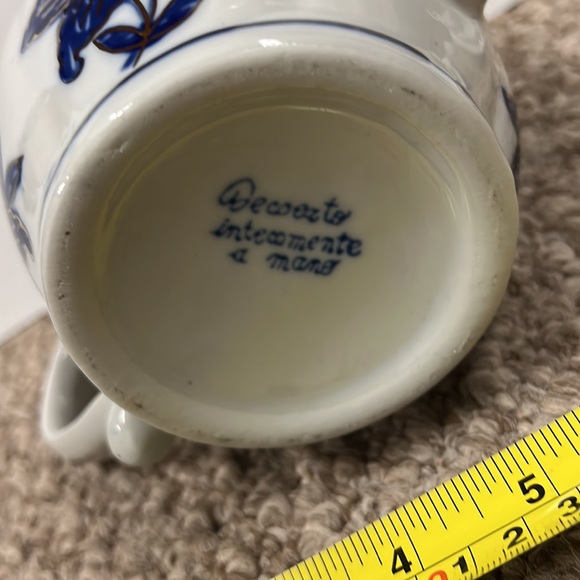 Decorato
interamente
a mano
4 5
1 2 3